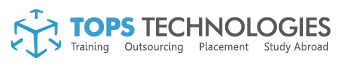 TOPS TECHNOLOGIES
Training Outsourcing Placement Study Abroad